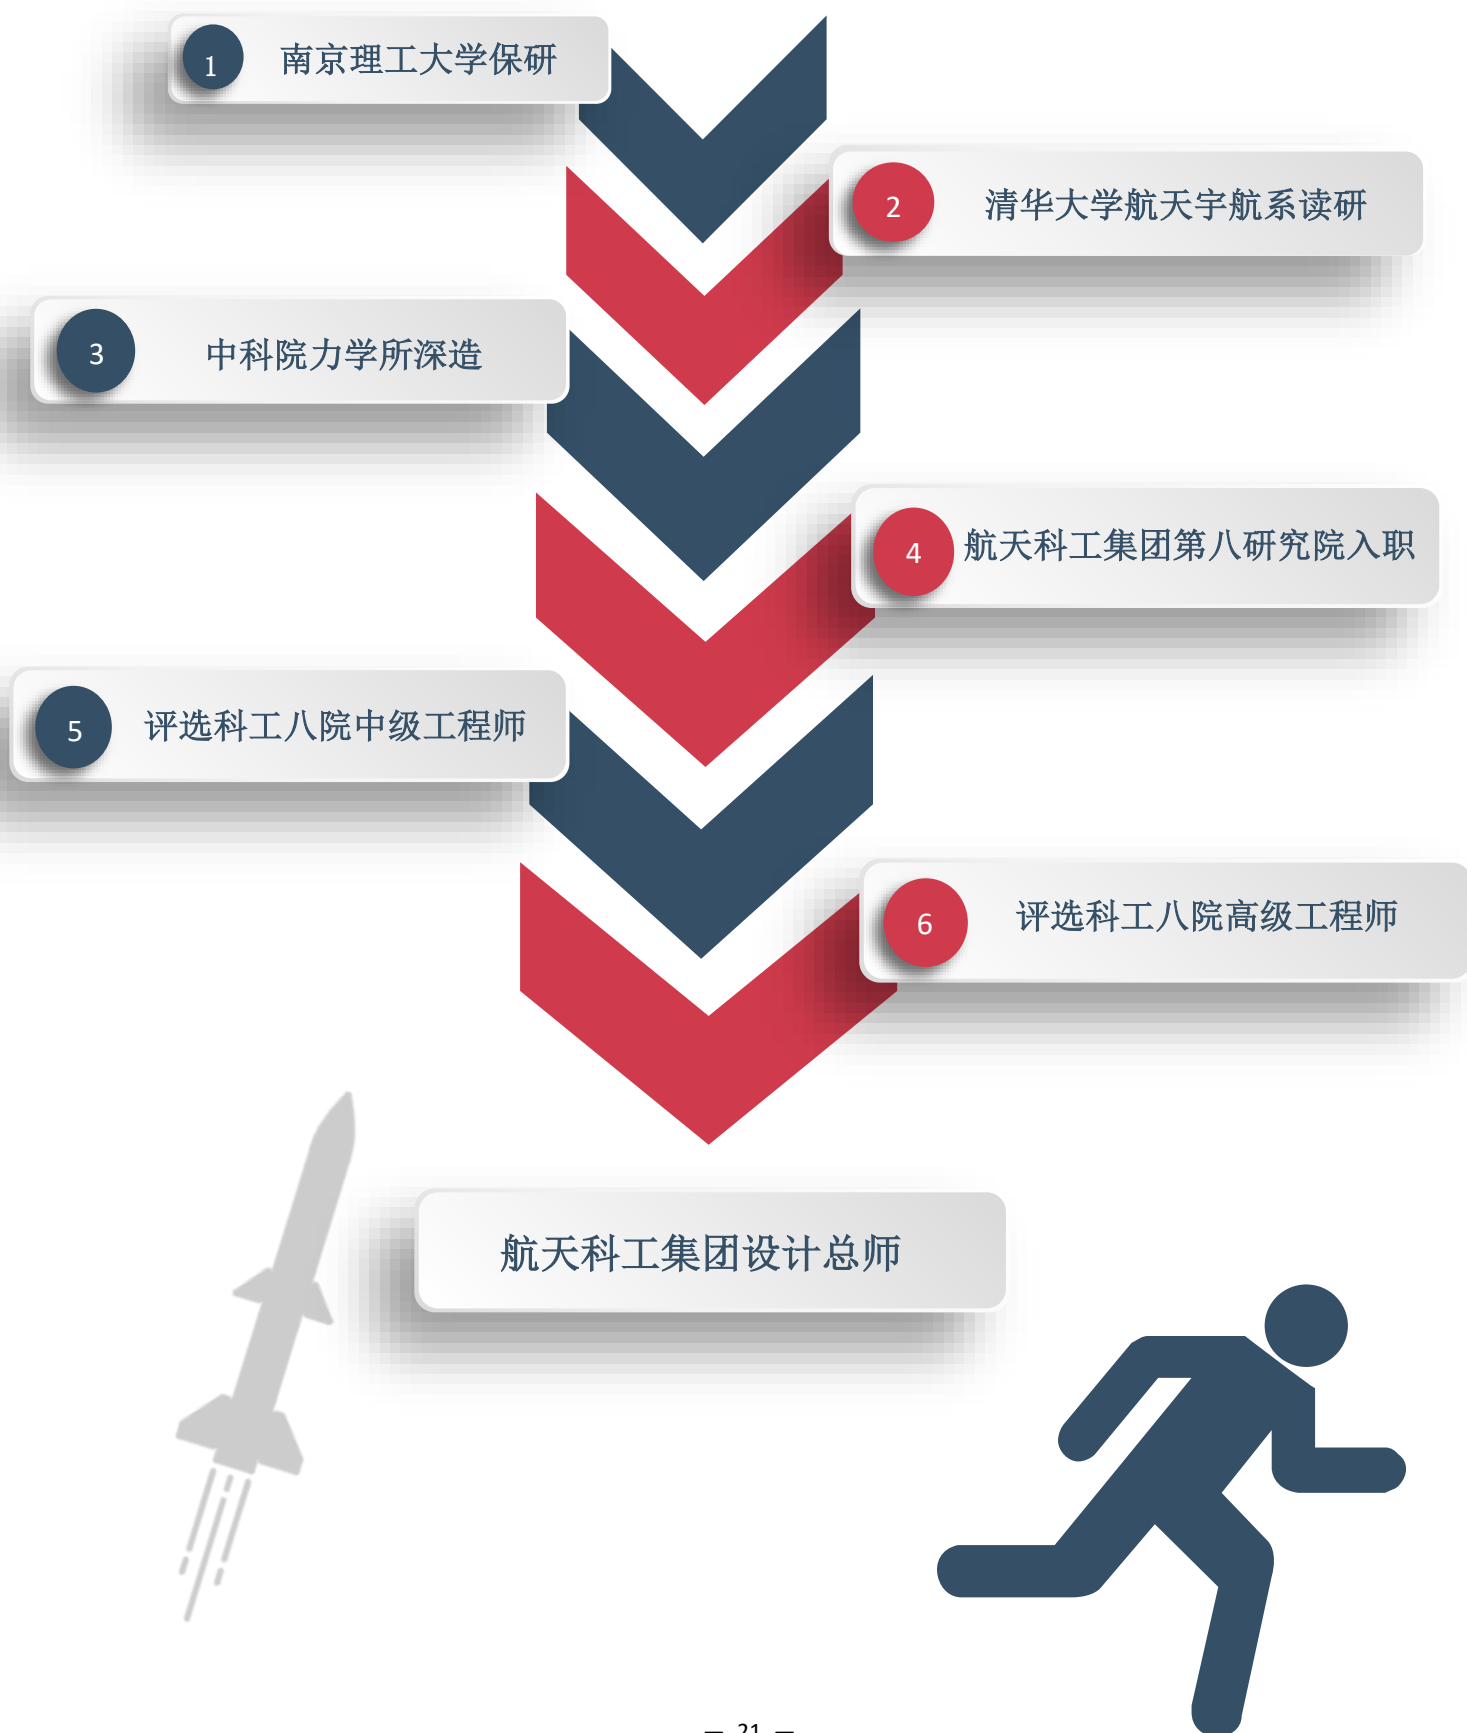 1 南京理工大学保研
2 清华大学航天宇航系读研
3 中科院力学所深造
4 航天科工集团第八研究院入职
5 评选科工八院中级工程师
6 评选科工八院高级工程师
航天科工集团设计总师
— 21 —